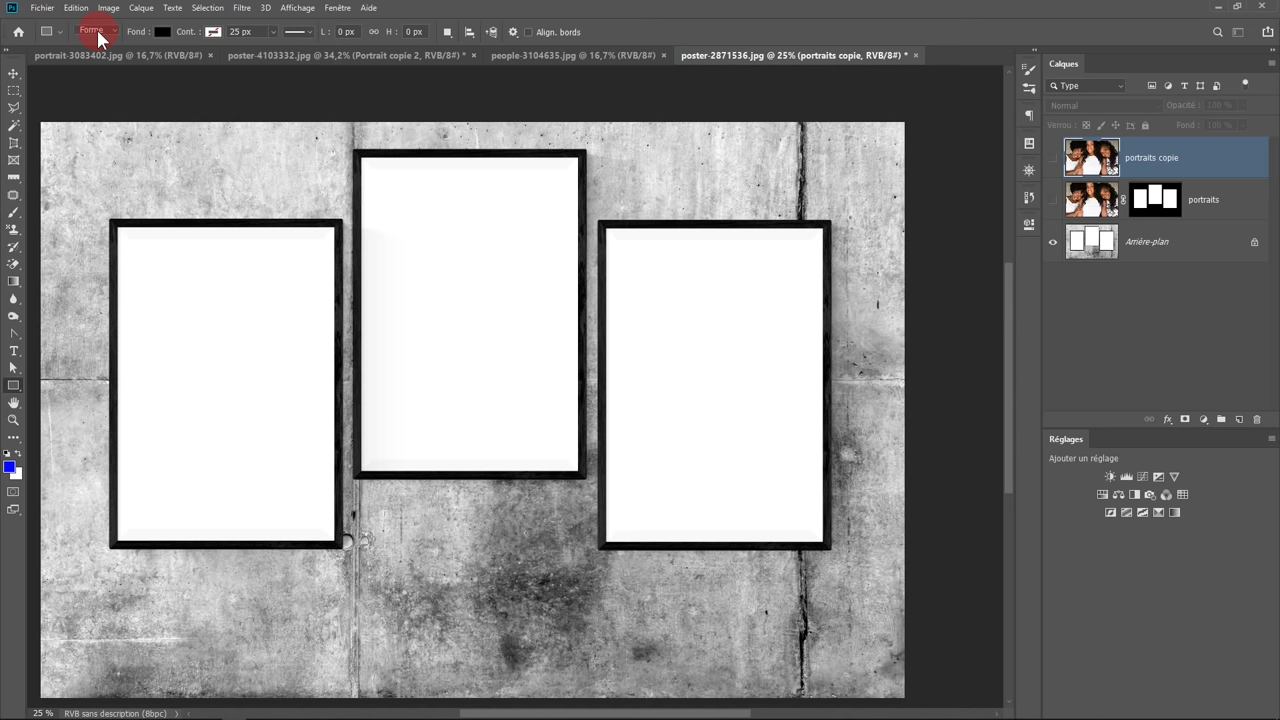 Ps Fichier Edition Image Calque Texte Sélection Filtre 3D Affichage Fenêtre Aide
Forme Fond : Cont. : 25 px L : 0 px H : 0 px Align. bords
portrait-3083402.jpg @ 16,7% (RVB/8#) × poster-4103332.jpg @ 34,2% (Portrait copie 2, RVB/8#) * × people-3104635.jpg @ 16,7% (RVB/8#) × poster-2871536.jpg @ 25% (portraits copie, RVB/8#) * ×
Calques
Type
Normal Opacité : 100 %
Verrou : Fond : 100 %
portraits copie
portraits
Arrière-plan
Réglages
Ajouter un réglage
25 % RVB sans description (8bpc)